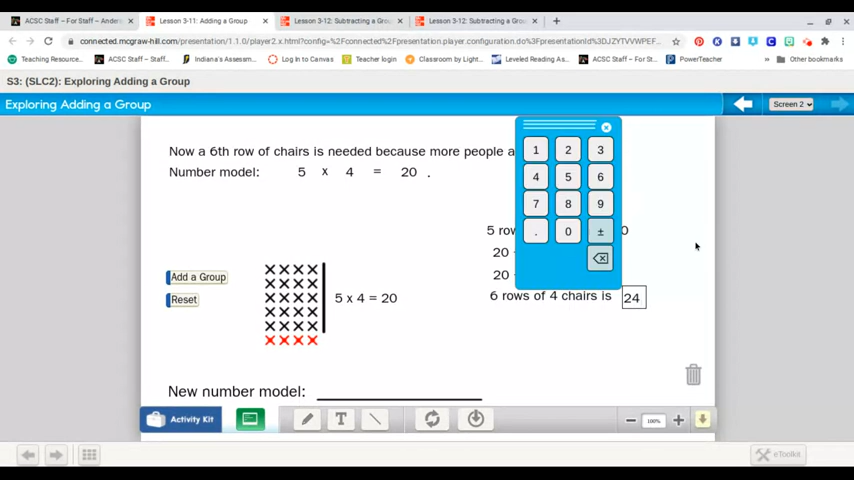 ACSC Staff – For Staff – Anders
Lesson 3-11: Adding a Group
Lesson 3-12: Subtracting a Grou
Lesson 3-12: Subtracting a Grou
connected.mcgraw-hill.com/presentation/1.1.0/player2.x.html?config=%2Fconnected%2Fpresentation.player.configuration.do%3FpresentationId%3DJZYTVVWPEF...
Teaching Resource...
ACSC Staff – Staff...
Indiana's Assessm...
Log In to Canvas
Teacher login
Classroom by Light...
Leveled Reading As...
ACSC Staff – For St...
PowerTeacher
»
Other bookmarks
S3: (SLC2): Exploring Adding a Group
Exploring Adding a Group
Screen 2
Now a 6th row of chairs is needed because more people a
Number model: 5 x 4 = 20 .
1 2 3
4 5 6
7 8 9
. 0 ±
5 row
0
20
20
6 rows of 4 chairs is 24
Add a Group
Reset
5 x 4 = 20
New number model:
Activity Kit
T
100%
eToolkit